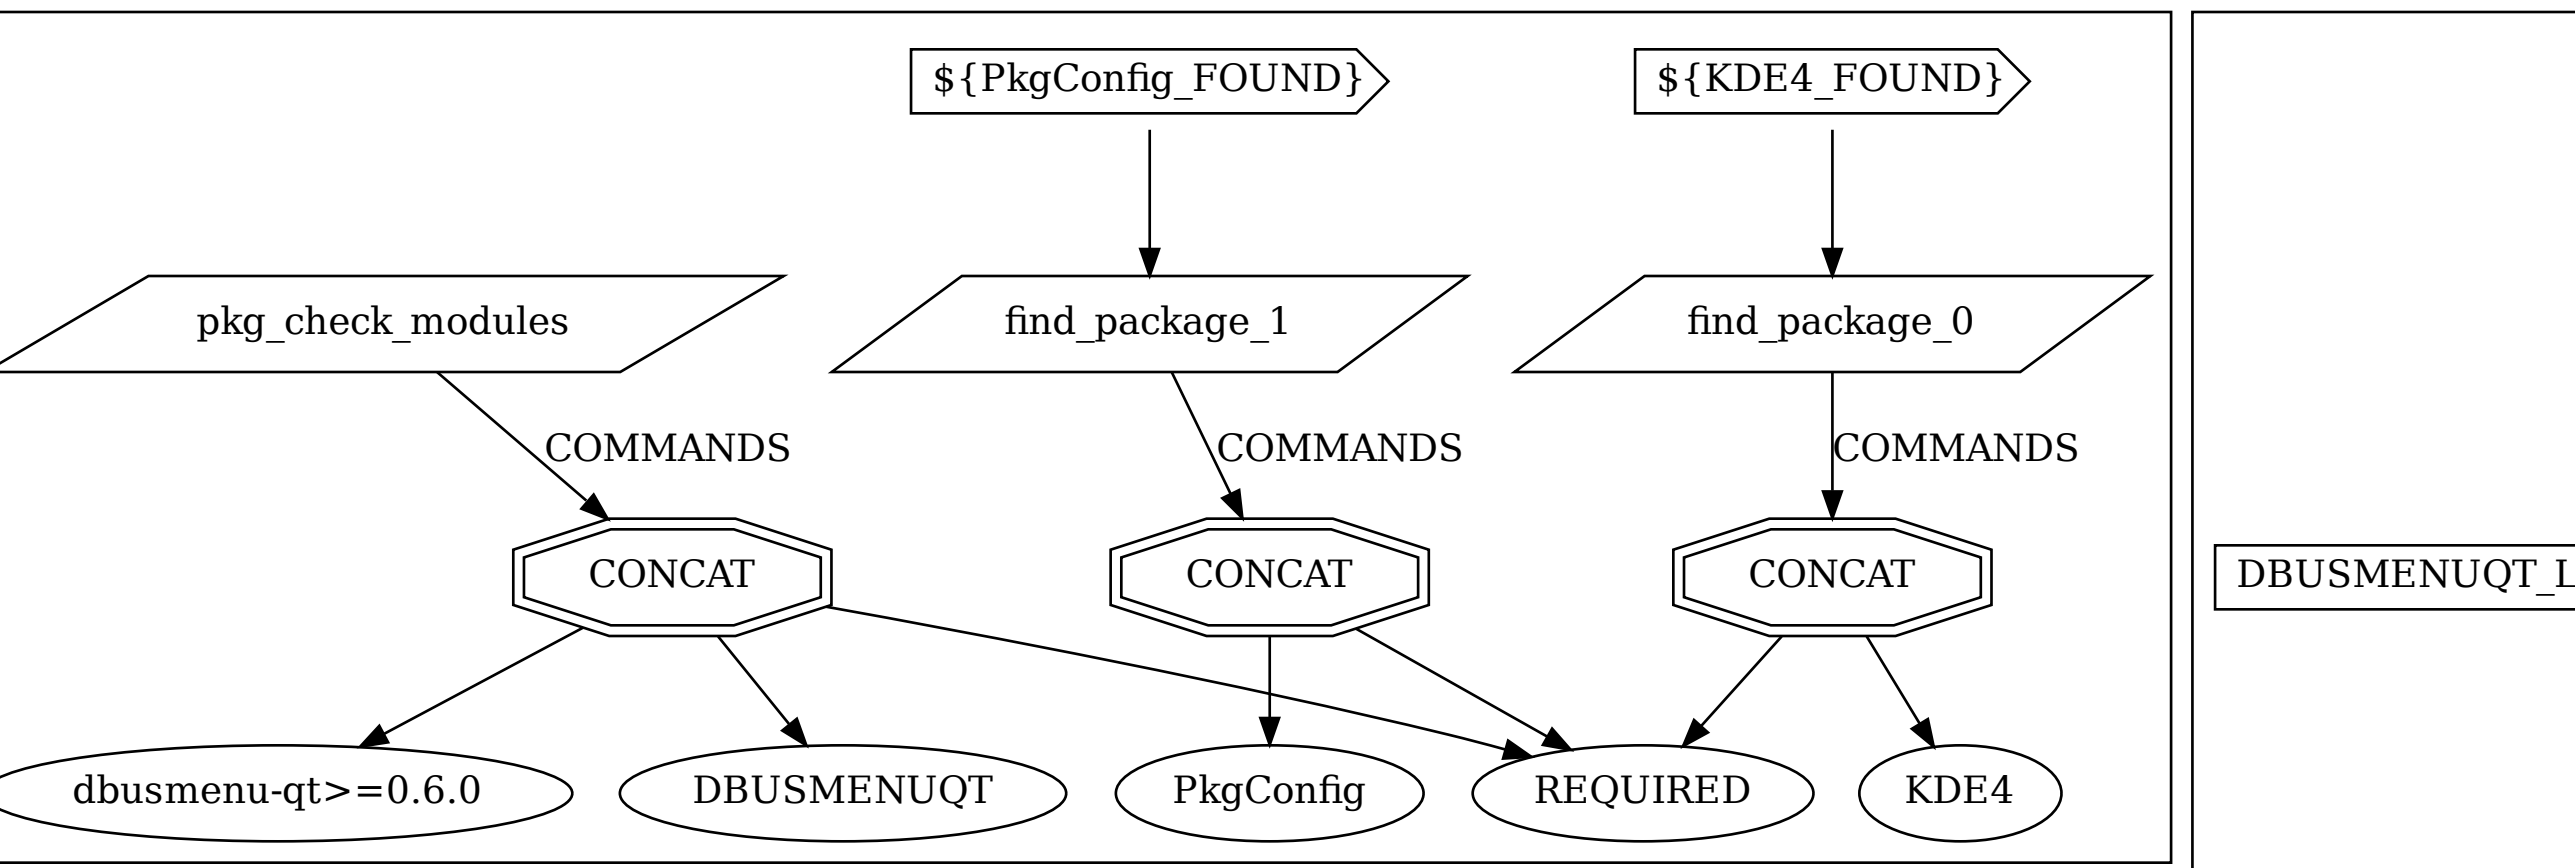 ${PkgConfig_FOUND}
${KDE4_FOUND}
pkg_check_modules
find_package_1
find_package_0
COMMANDS
COMMANDS
COMMANDS
CONCAT
CONCAT
CONCAT
DBUSMENUQT_L
dbusmenu-qt>=0.6.0
DBUSMENUQT
PkgConfig
REQUIRED
KDE4